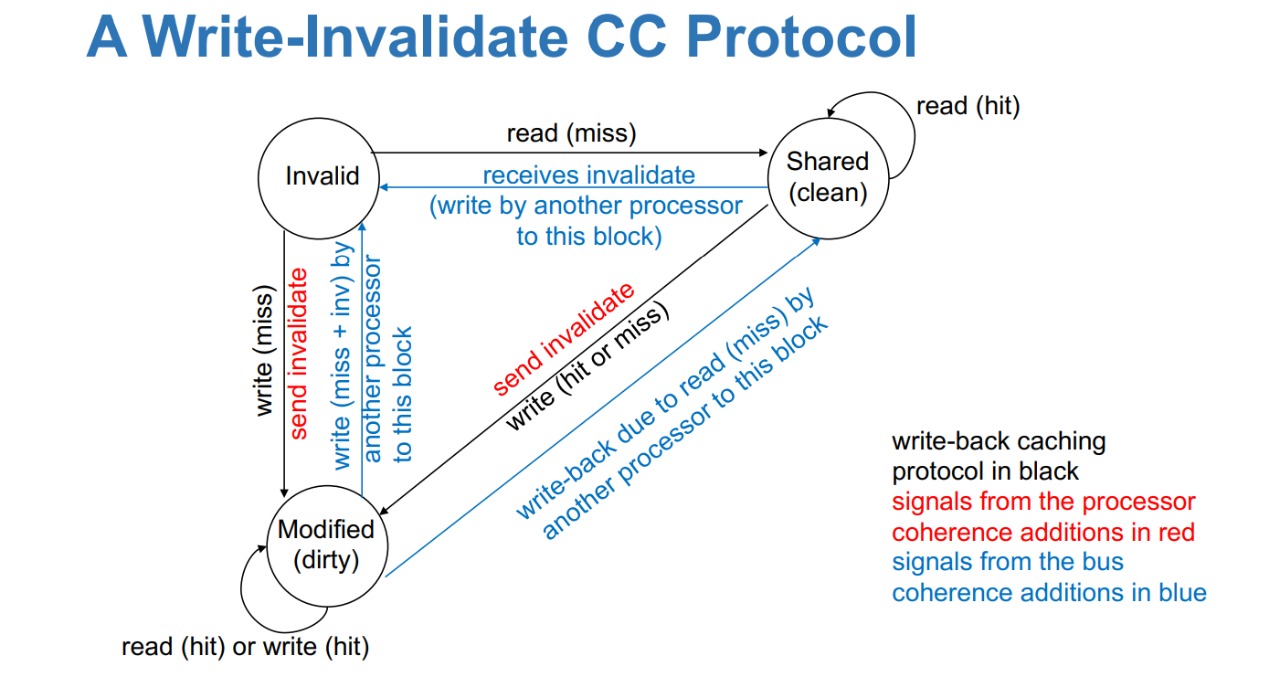 A Write-Invalidate CC Protocol
read (hit)
read (miss)
Invalid
Shared
(clean)
receives invalidate
(write by another processor
to this block)
write (miss)
send invalidate
write (miss + inv) by
another processor
to this block
send invalidate
write (hit or miss)
write-back due to read (miss) by
another processor to this block
Modified
(dirty)
read (hit) or write (hit)
write-back caching
protocol in black
signals from the processor
coherence additions in red
signals from the bus
coherence additions in blue